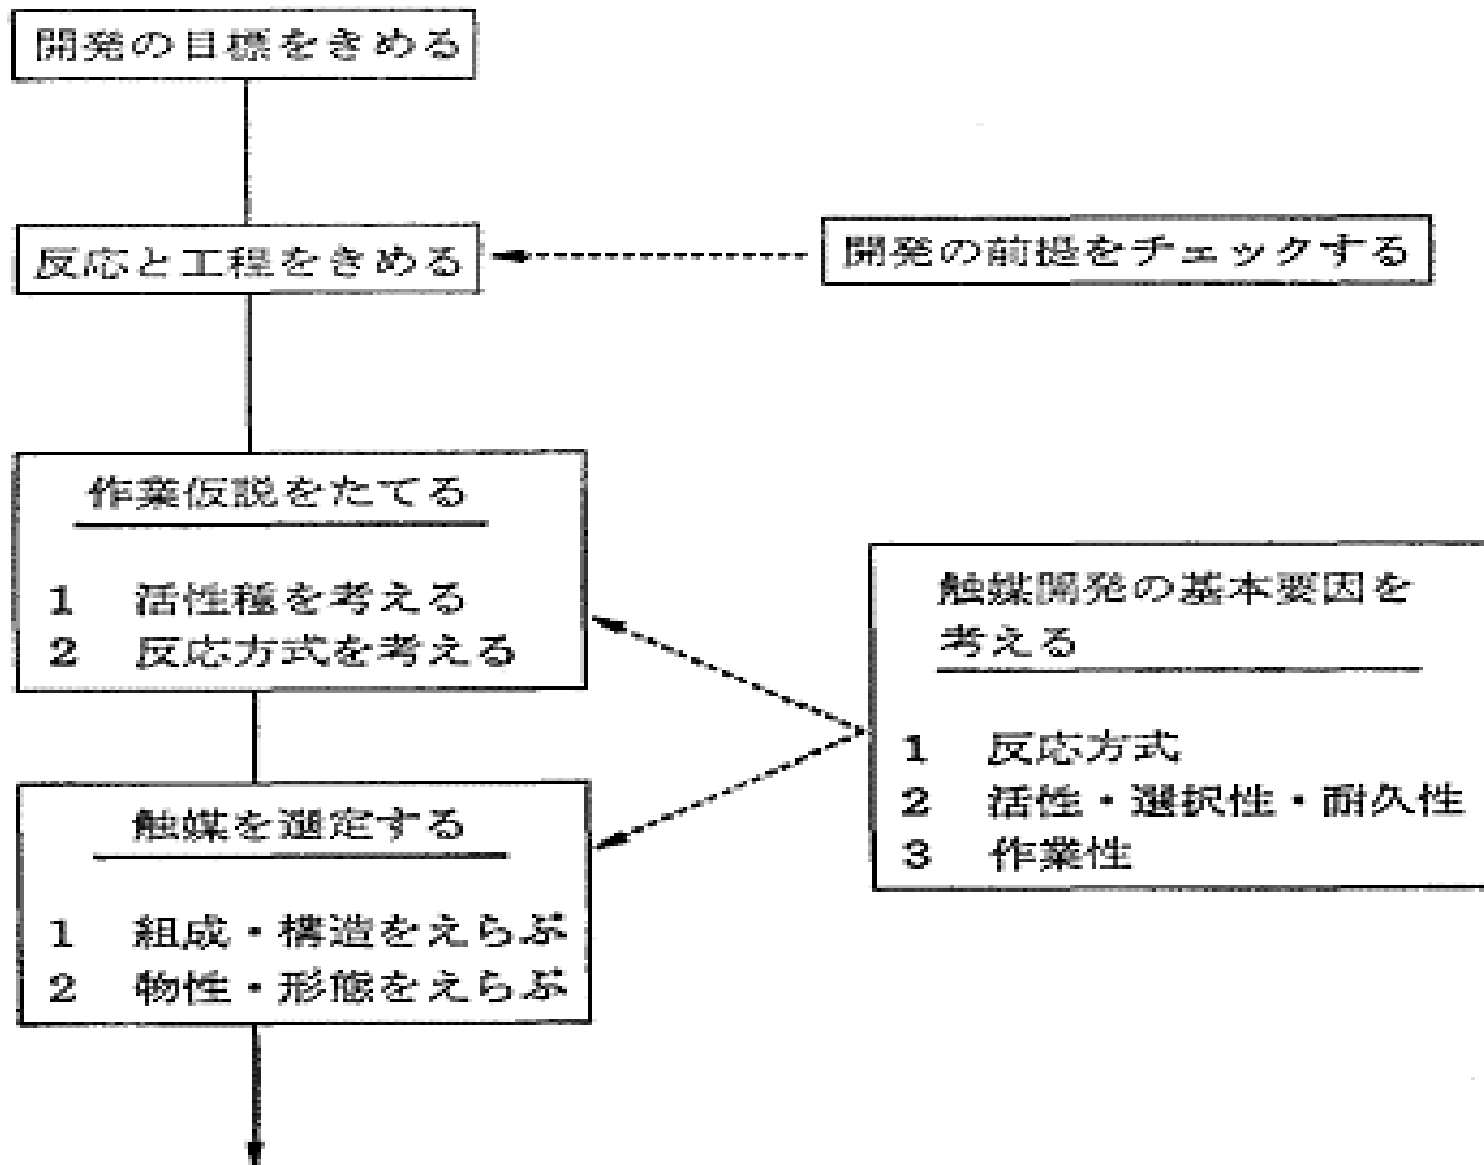 開発の目標をきめる
反応と工程をきめる
開発の前提をチェックする
作業仮説をたてる
1 活性種を考える
2 反応方式を考える
触媒開発の基本要因を
考える
1 反応方式
2 活性・選択性・耐久性
3 作業性
触媒を選定する
1 組成・構造をえらぶ
2 物性・形態をえらぶ